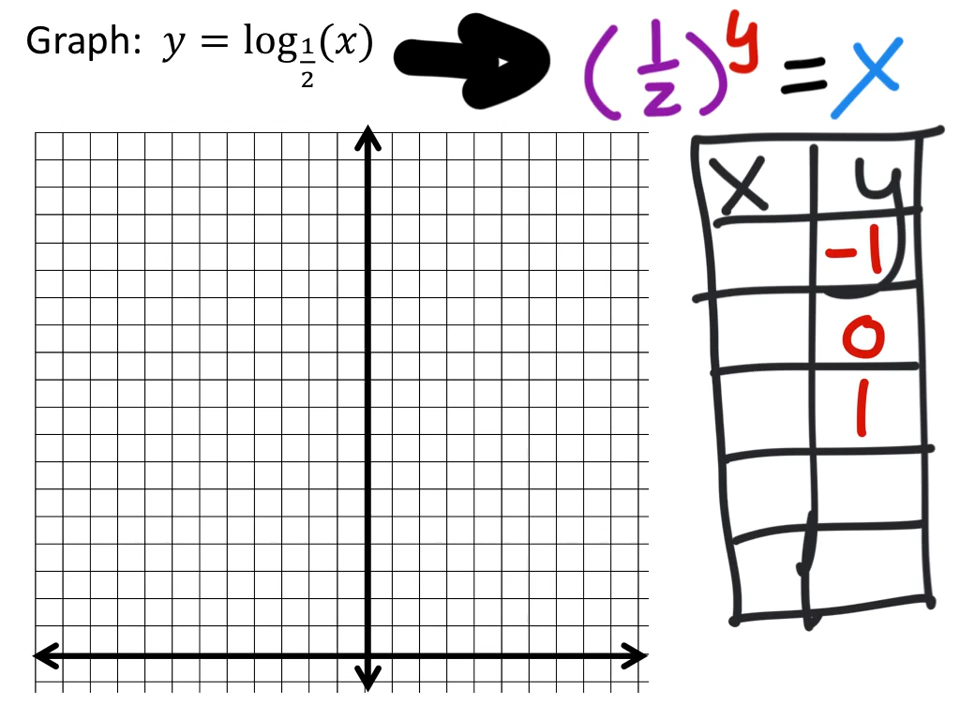 Graph: y = log_{1/2}(x) (1/2)^y = x
x y
-1
0
1